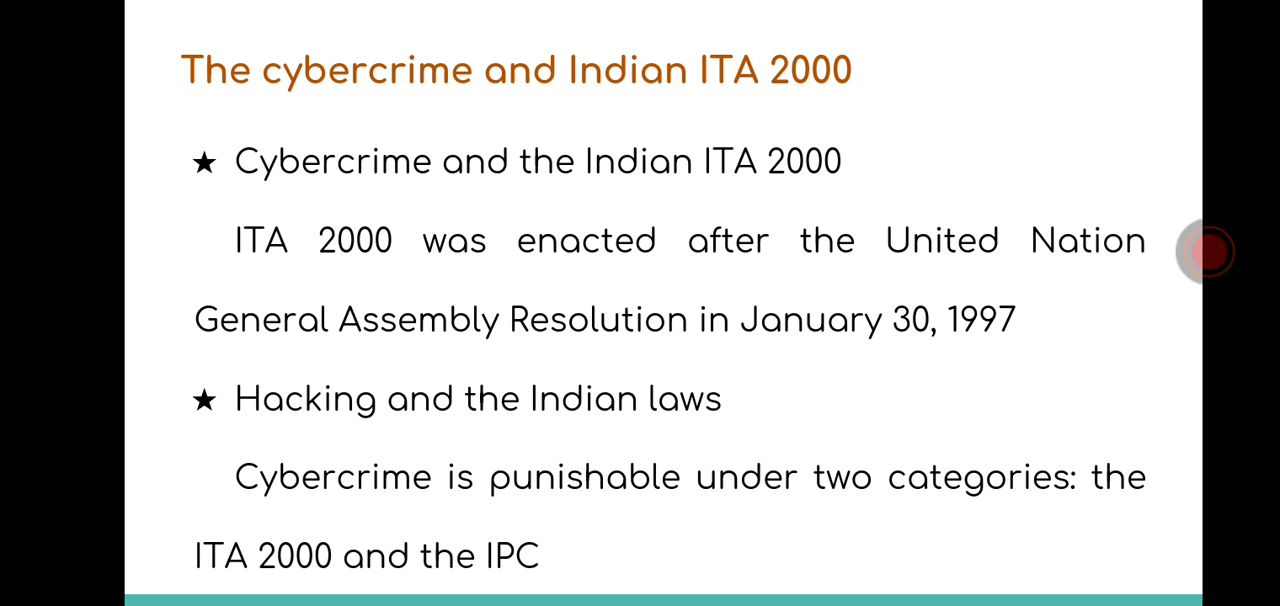 The cybercrime and Indian ITA 2000
★ Cybercrime and the Indian ITA 2000
ITA 2000 was enacted after the United Nation
General Assembly Resolution in January 30, 1997
★ Hacking and the Indian laws
Cybercrime is punishable under two categories: the
ITA 2000 and the IPC